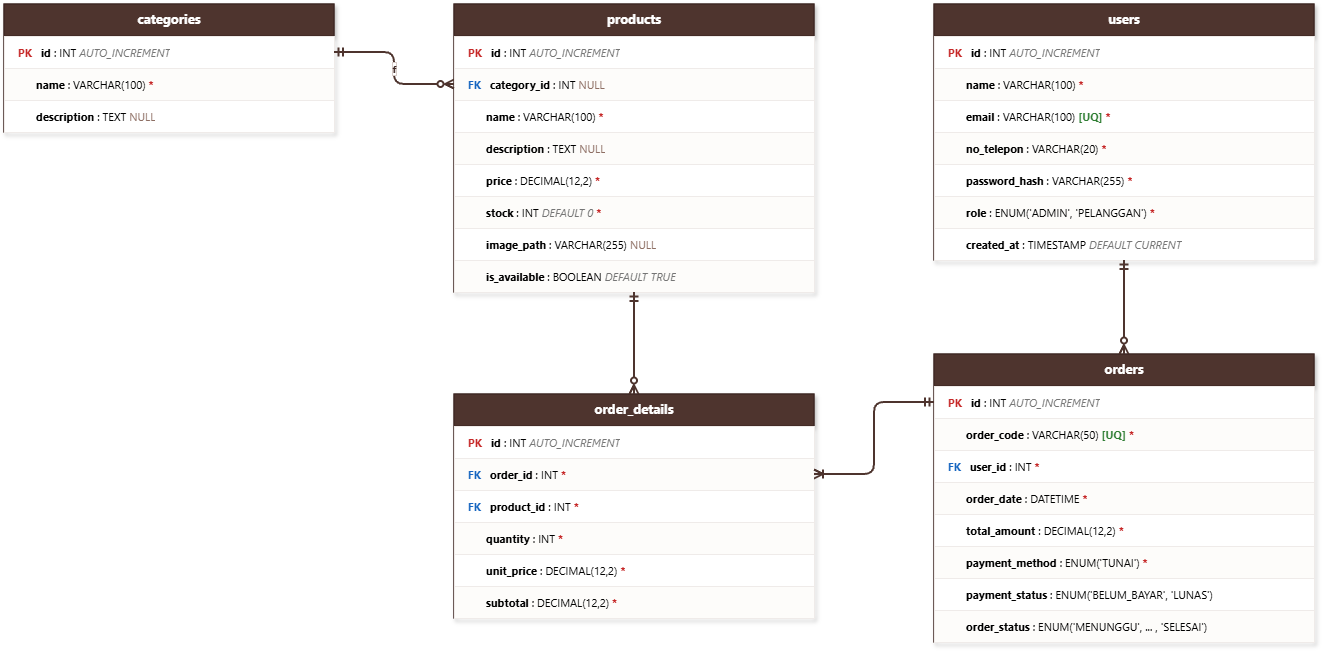 categories
PK id : INT AUTO_INCREMENT
name : VARCHAR(100) *
description : TEXT NULL
f
products
PK id : INT AUTO_INCREMENT
FK category_id : INT NULL
name : VARCHAR(100) *
description : TEXT NULL
price : DECIMAL(12,2) *
stock : INT DEFAULT 0 *
image_path : VARCHAR(255) NULL
is_available : BOOLEAN DEFAULT TRUE
users
PK id : INT AUTO_INCREMENT
name : VARCHAR(100) *
email : VARCHAR(100) [UQ] *
no_telepon : VARCHAR(20) *
password_hash : VARCHAR(255) *
role : ENUM('ADMIN', 'PELANGGAN') *
created_at : TIMESTAMP DEFAULT CURRENT
order_details
PK id : INT AUTO_INCREMENT
FK order_id : INT *
FK product_id : INT *
quantity : INT *
unit_price : DECIMAL(12,2) *
subtotal : DECIMAL(12,2) *
orders
PK id : INT AUTO_INCREMENT
order_code : VARCHAR(50) [UQ] *
FK user_id : INT *
order_date : DATETIME *
total_amount : DECIMAL(12,2) *
payment_method : ENUM('TUNAI') *
payment_status : ENUM('BELUM_BAYAR', 'LUNAS')
order_status : ENUM('MENUNGGU', ... , 'SELESAI')